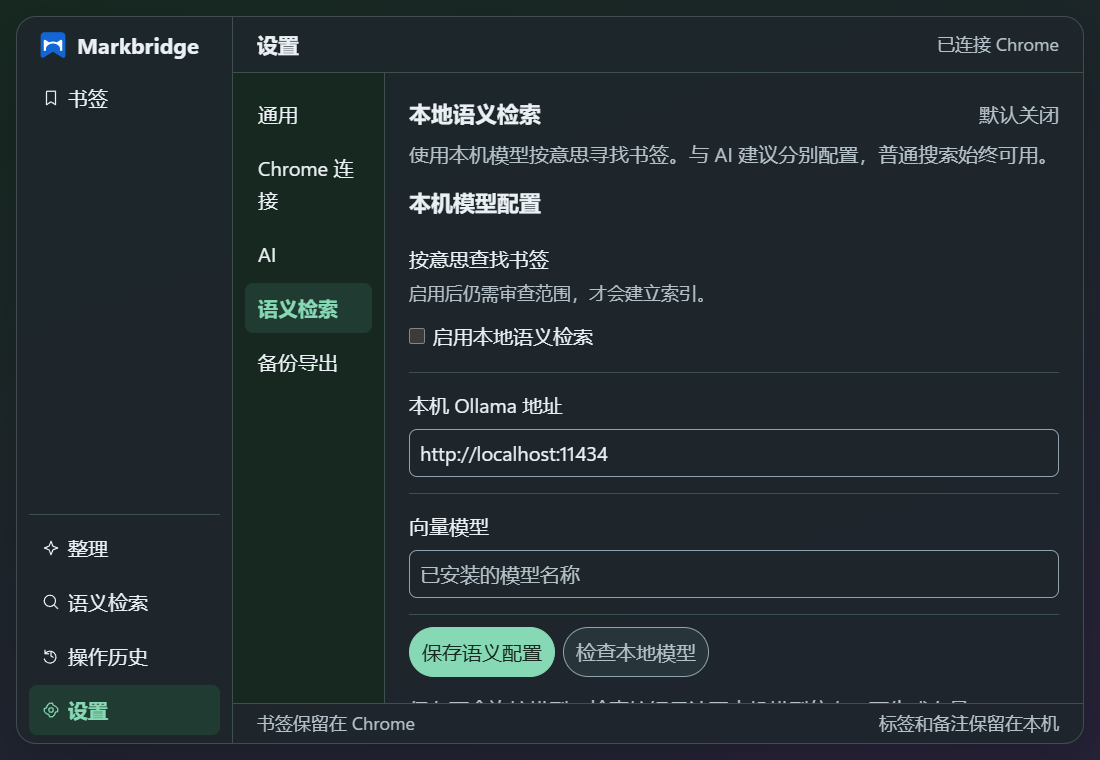 Markbridge
书签
整理
语义检索
操作历史
设置
设置
已连接 Chrome
通用
Chrome 连
接
AI
语义检索
备份导出
本地语义检索
默认关闭
使用本机模型按意思寻找书签。与 AI 建议分别配置，普通搜索始终可用。
本机模型配置
按意思查找书签
启用后仍需审查范围，才会建立索引。
启用本地语义检索
本机 Ollama 地址
http://localhost:11434
向量模型
已安装的模型名称
保存语义配置
检查本地模型
书签保留在 Chrome
标签和备注保留在本机